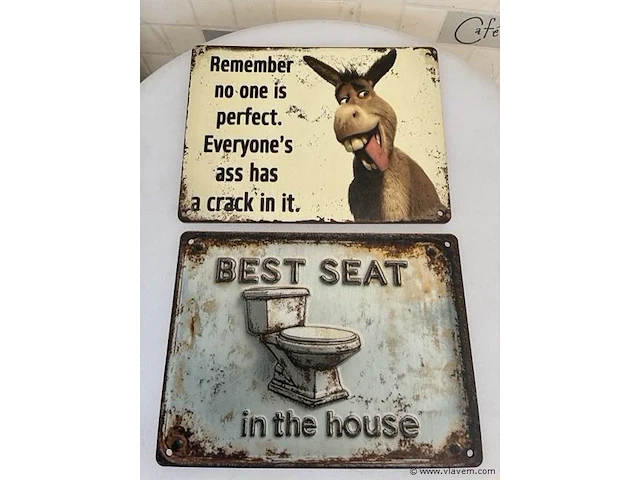 Café
Remember
no one is
perfect.
Everyone's
ass has
a crack in it.
BEST SEAT
in the house
© www.vlavem.com